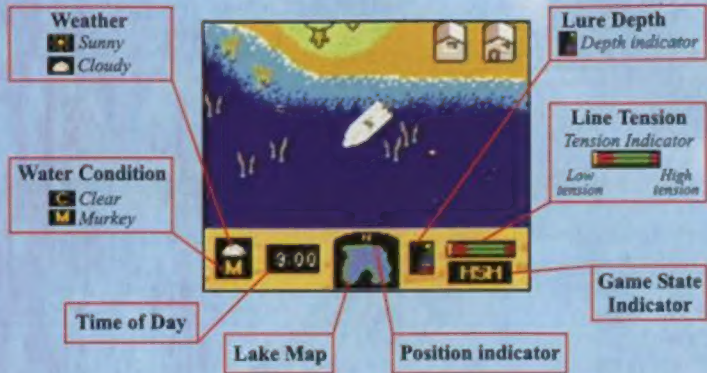 Weather
Sunny
Cloudy
Lure Depth
Depth indicator
Line Tension
Tension Indicator
Low tension
High tension
Water Condition
C Clear
M Murkey
N
M
9:00
Game State
Indicator
Time of Day
Lake Map
Position indicator